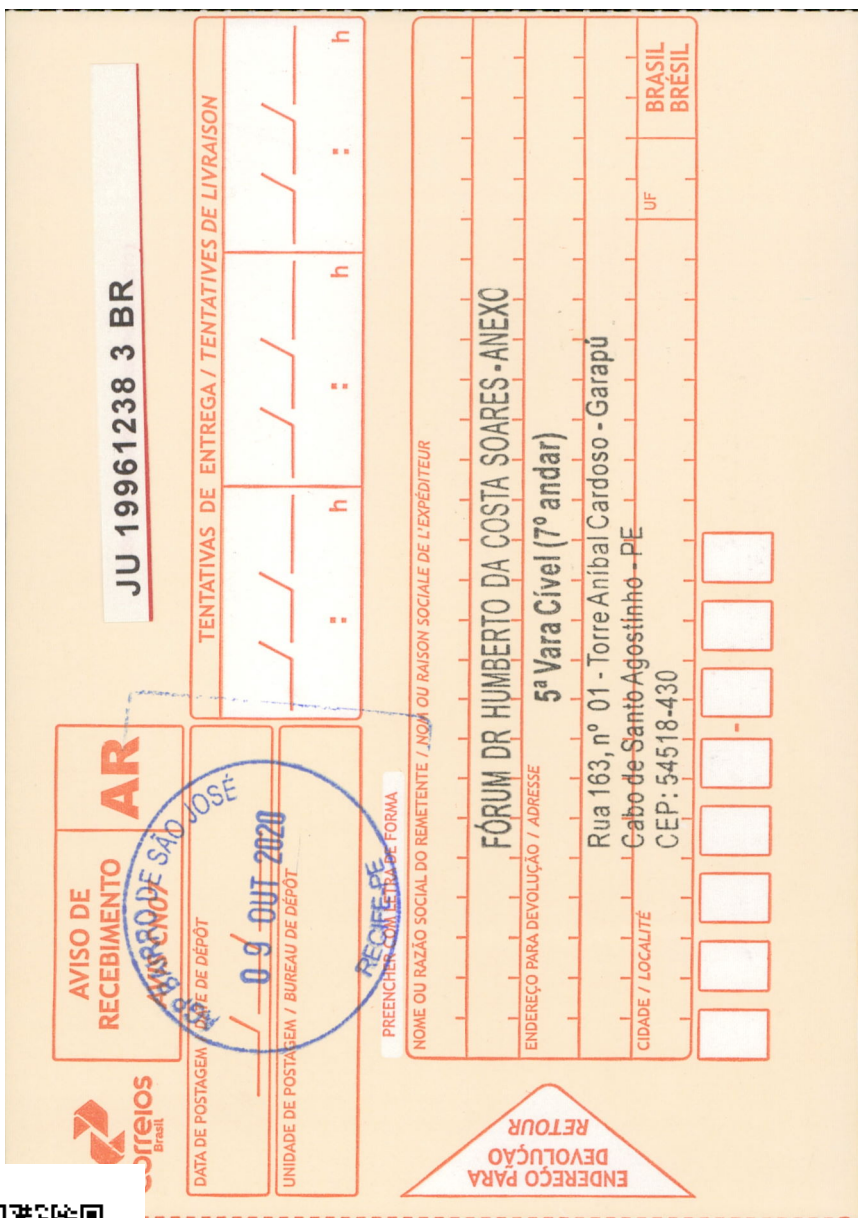 Correios
Brasil
AVISO DE
RECEBIMENTO
AR
JU 19961238 3 BR
DATA DE POSTAGEM / DATE DE DÉPÔT
UNIDADE DE POSTAGEM / BUREAU DE DÉPÔT
AGP BAIRRO DE SÃO JOSÉ
09 OUT 2020
RECIFE-PE
TENTATIVAS DE ENTREGA / TENTATIVES DE LIVRAISON
: h
: h
: h
PREENCHER COM LETRA DE FORMA
NOME OU RAZÃO SOCIAL DO REMETENTE / NOM OU RAISON SOCIALE DE L'EXPÉDITEUR
FÓRUM DR HUMBERTO DA COSTA SOARES-ANEXO
5ª Vara Cível (7º andar)
ENDEREÇO PARA DEVOLUÇÃO / ADRESSE
Rua 163, nº 01 - Torre Aníbal Cardoso - Garapú
Cabo de Santo Agostinho - PE
CEP: 54518-430
CIDADE / LOCALITÉ
UF
BRASIL
BRÉSIL
ENDEREÇO PARA
DEVOLUÇÃO
RETOUR